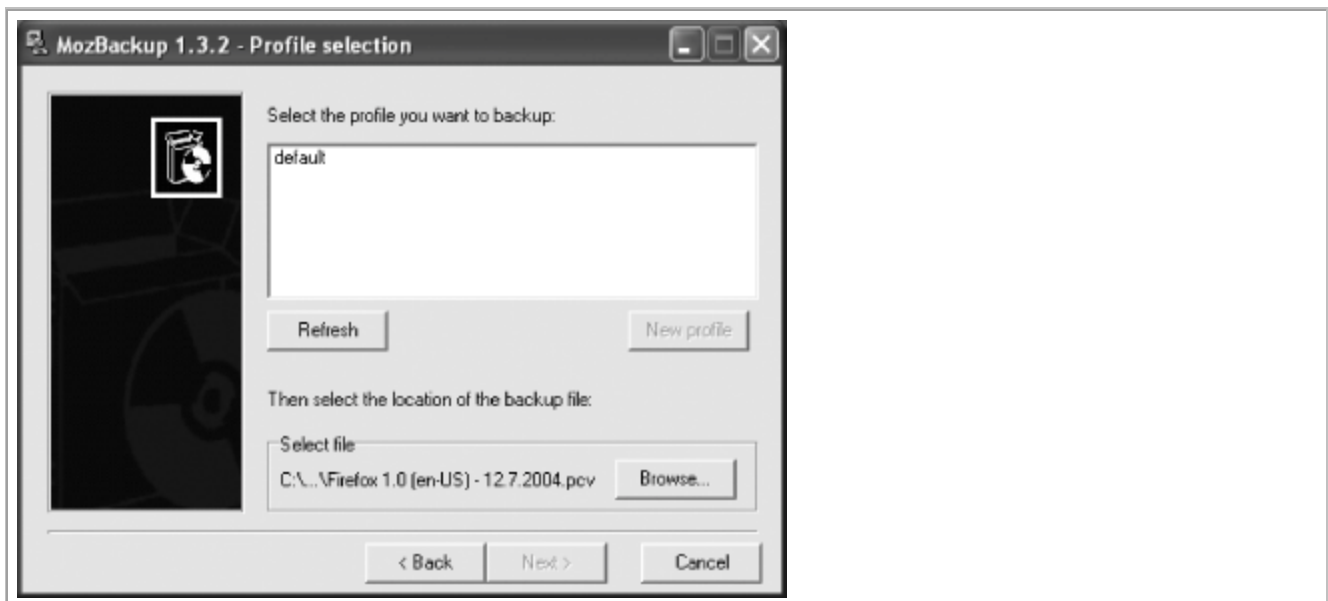 MozBackup 1.3.2 - Profile selection
Select the profile you want to backup:
default
Refresh
New profile
Then select the location of the backup file:
Select file
C:\...\Firefox 1.0 (en-US) - 12.7.2004.pcv
Browse...
< Back
Next >
Cancel